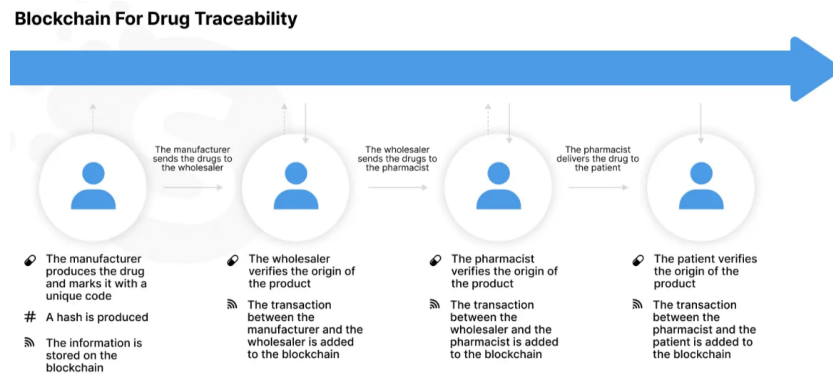 Blockchain For Drug Traceability
The manufacturer
sends the drugs to
the wholesaler
The wholesaler
sends the drugs to
the pharmacist
The pharmacist
delivers the drug to
the patient
The manufacturer
produces the drug
and marks it with a
unique code
# A hash is produced
The information is
stored on the
blockchain
The wholesaler
verifies the origin of
the product
The transaction
between the
manufacturer and the
wholesaler is added
to the blockchain
The pharmacist
verifies the origin of
the product
The transaction
between the
wholesaler and the
pharmacist is added
to the blockchain
The patient verifies
the origin of the
product
The transaction
between the
pharmacist and the
patient is added to
the blockchain